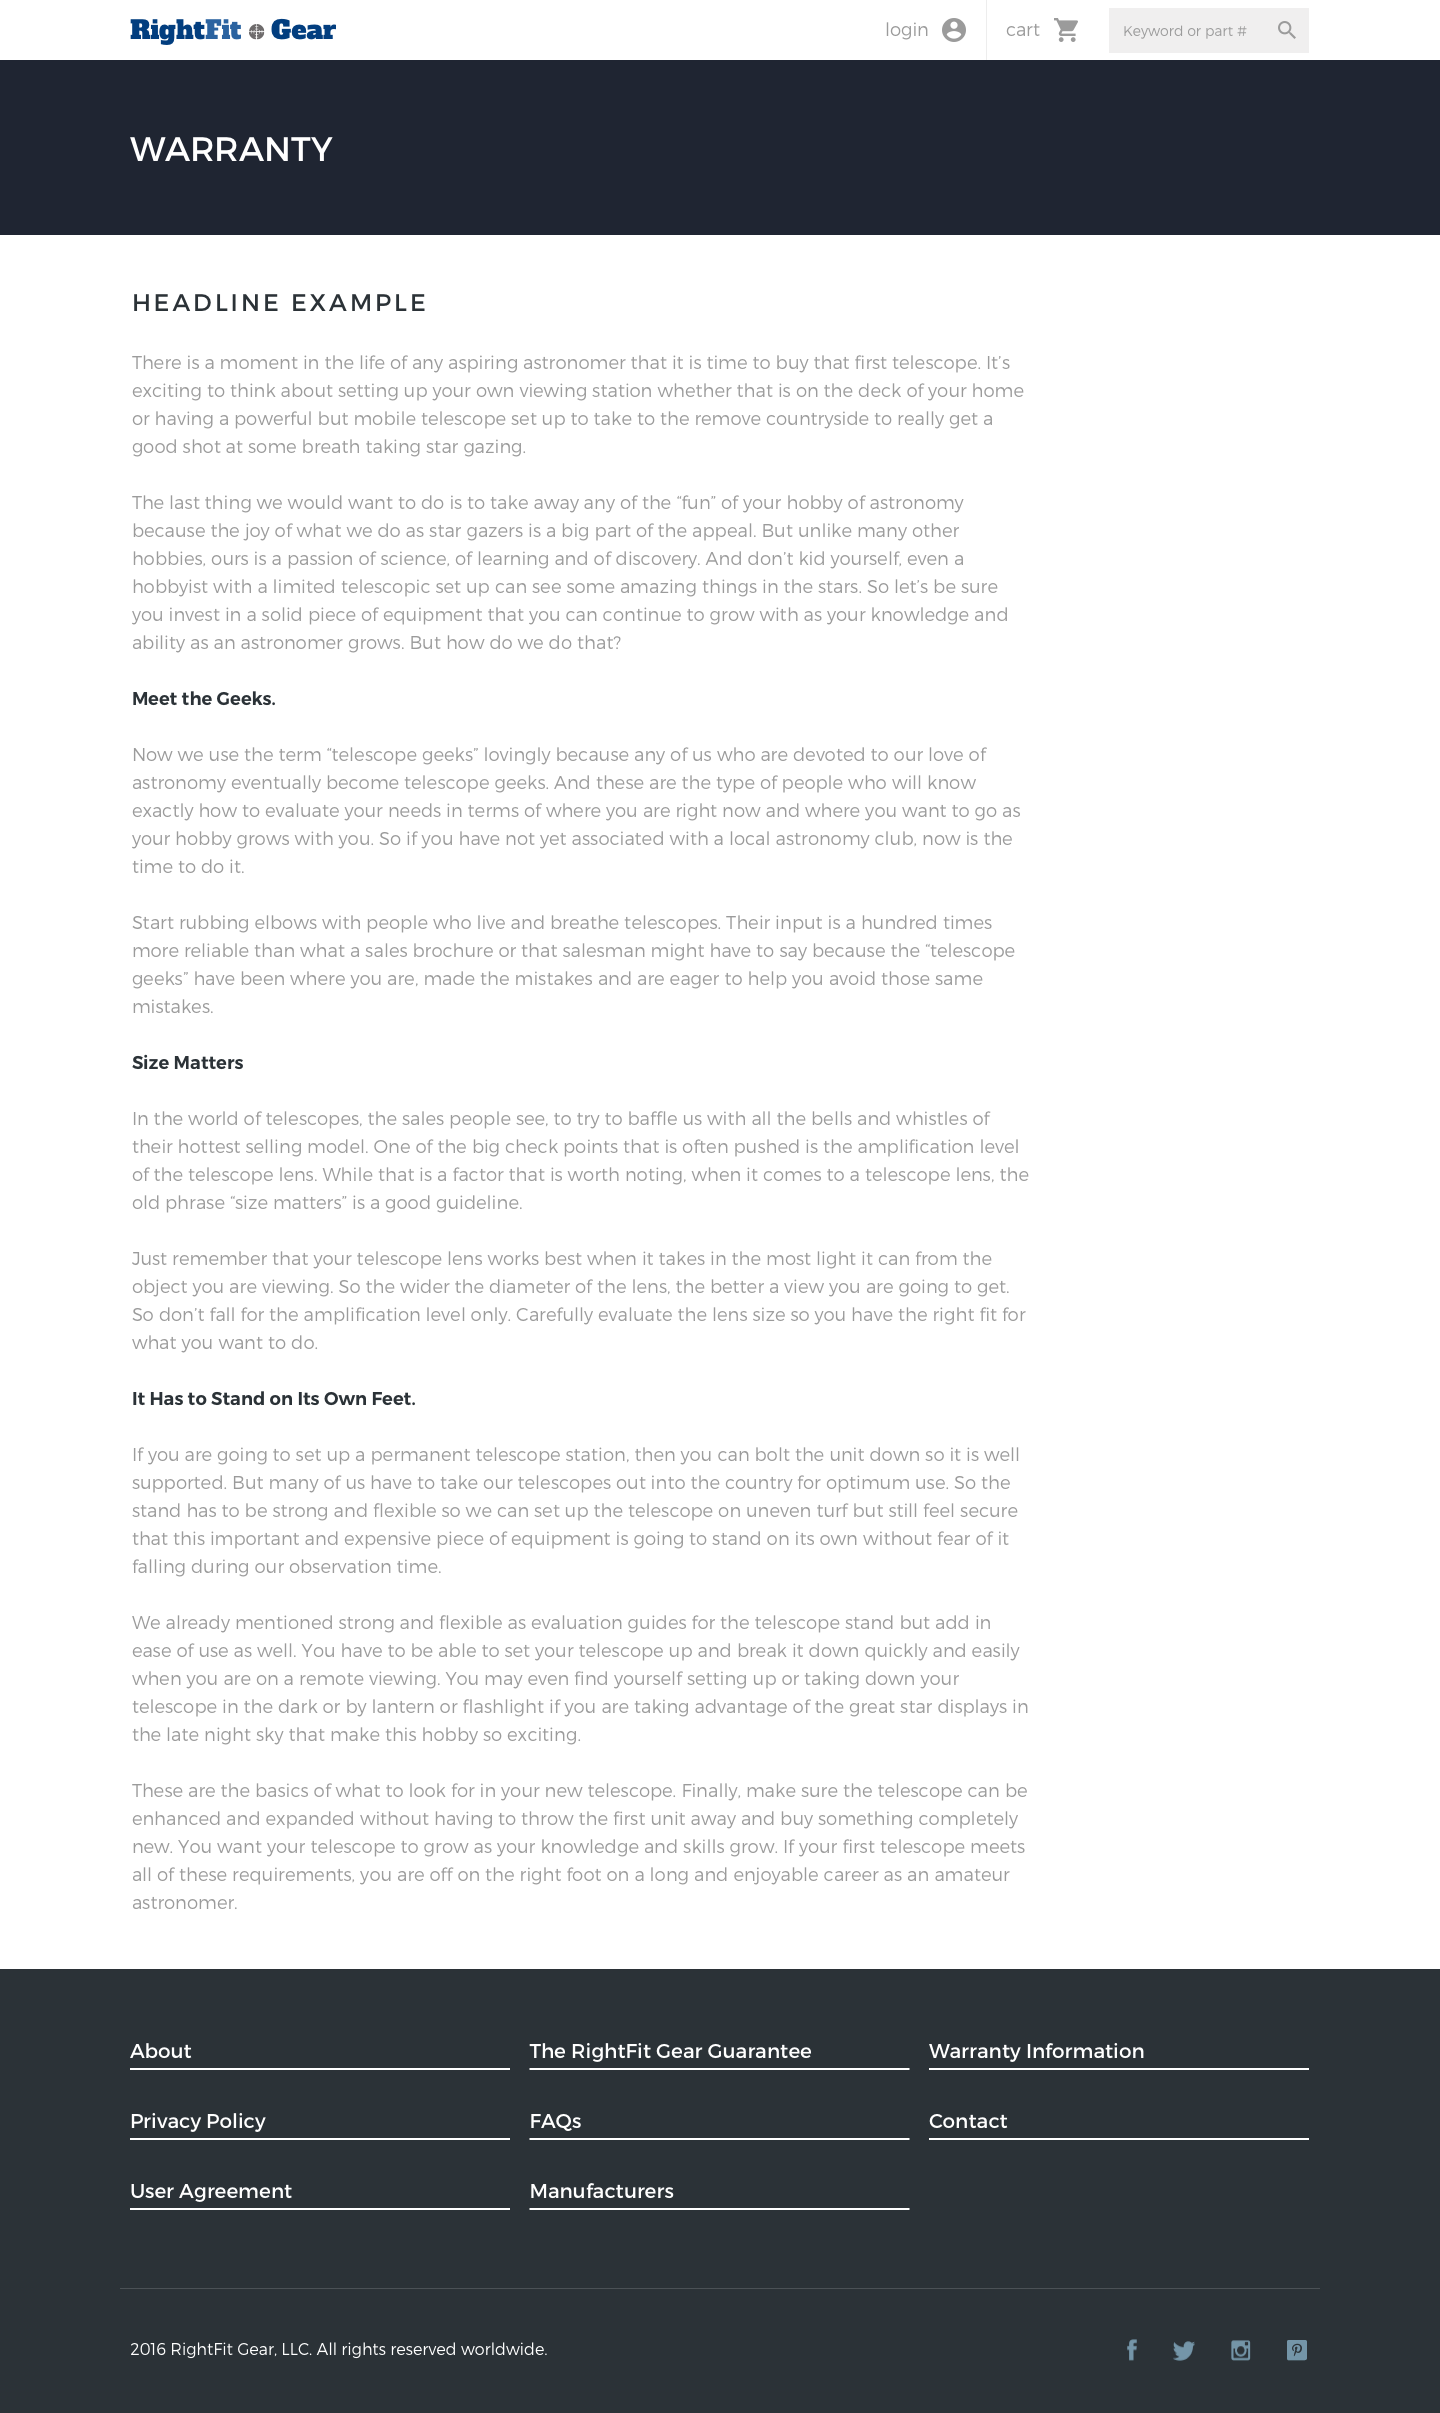 RightFit Gear
login
cart
Keyword or part #
WARRANTY
HEADLINE EXAMPLE
There is a moment in the life of any aspiring astronomer that it is time to buy that first telescope. It’s
exciting to think about setting up your own viewing station whether that is on the deck of your home
or having a powerful but mobile telescope set up to take to the remove countryside to really get a
good shot at some breath taking star gazing.
The last thing we would want to do is to take away any of the “fun” of your hobby of astronomy
because the joy of what we do as star gazers is a big part of the appeal. But unlike many other
hobbies, ours is a passion of science, of learning and of discovery. And don’t kid yourself, even a
hobbyist with a limited telescopic set up can see some amazing things in the stars. So let’s be sure
you invest in a solid piece of equipment that you can continue to grow with as your knowledge and
ability as an astronomer grows. But how do we do that?
Meet the Geeks.
Now we use the term “telescope geeks” lovingly because any of us who are devoted to our love of
astronomy eventually become telescope geeks. And these are the type of people who will know
exactly how to evaluate your needs in terms of where you are right now and where you want to go as
your hobby grows with you. So if you have not yet associated with a local astronomy club, now is the
time to do it.
Start rubbing elbows with people who live and breathe telescopes. Their input is a hundred times
more reliable than what a sales brochure or that salesman might have to say because the “telescope
geeks” have been where you are, made the mistakes and are eager to help you avoid those same
mistakes.
Size Matters
In the world of telescopes, the sales people see, to try to baffle us with all the bells and whistles of
their hottest selling model. One of the big check points that is often pushed is the amplification level
of the telescope lens. While that is a factor that is worth noting, when it comes to a telescope lens, the
old phrase “size matters” is a good guideline.
Just remember that your telescope lens works best when it takes in the most light it can from the
object you are viewing. So the wider the diameter of the lens, the better a view you are going to get.
So don’t fall for the amplification level only. Carefully evaluate the lens size so you have the right fit for
what you want to do.
It Has to Stand on Its Own Feet.
If you are going to set up a permanent telescope station, then you can bolt the unit down so it is well
supported. But many of us have to take our telescopes out into the country for optimum use. So the
stand has to be strong and flexible so we can set up the telescope on uneven turf but still feel secure
that this important and expensive piece of equipment is going to stand on its own without fear of it
falling during our observation time.
We already mentioned strong and flexible as evaluation guides for the telescope stand but add in
ease of use as well. You have to be able to set your telescope up and break it down quickly and easily
when you are on a remote viewing. You may even find yourself setting up or taking down your
telescope in the dark or by lantern or flashlight if you are taking advantage of the great star displays in
the late night sky that make this hobby so exciting.
These are the basics of what to look for in your new telescope. Finally, make sure the telescope can be
enhanced and expanded without having to throw the first unit away and buy something completely
new. You want your telescope to grow as your knowledge and skills grow. If your first telescope meets
all of these requirements, you are off on the right foot on a long and enjoyable career as an amateur
astronomer.
About
The RightFit Gear Guarantee
Warranty Information
Privacy Policy
FAQs
Contact
User Agreement
Manufacturers
2016 RightFit Gear, LLC. All rights reserved worldwide.